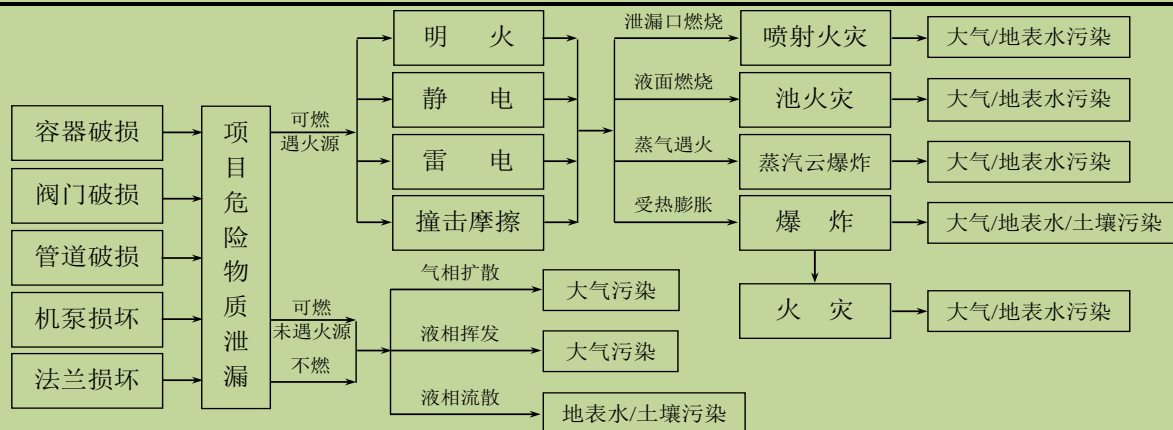 容器破损
阀门破损
管道破损
机泵损坏
法兰损坏
项目危险物质泄漏
可燃
遇火源
明 火
静 电
雷 电
撞击摩擦
泄漏口燃烧
喷射火灾
大气/地表水污染
液面燃烧
池火灾
大气/地表水污染
蒸气遇火
蒸汽云爆炸
大气/地表水污染
受热膨胀
爆 炸
大气/地表水/土壤污染
火 灾
大气/地表水污染
可燃
未遇火源
不燃
气相扩散
大气污染
液相挥发
大气污染
液相流散
地表水/土壤污染